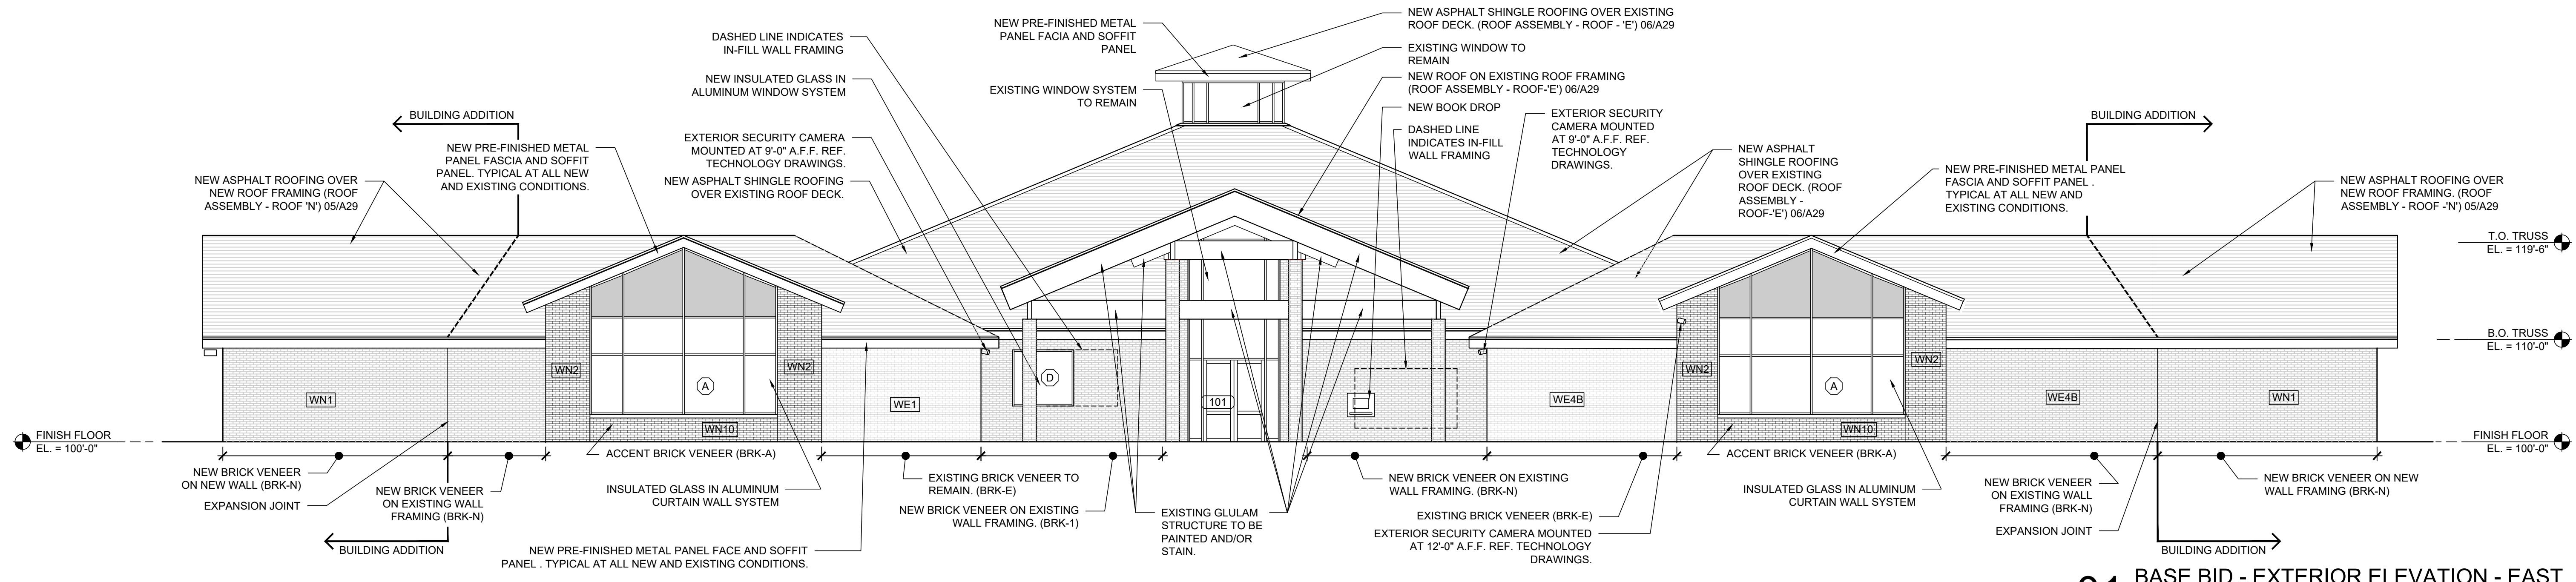 NEW ASPHALT SHINGLE ROOFING OVER EXISTING
ROOF DECK. (ROOF ASSEMBLY - ROOF - 'E') 06/A29
NEW PRE-FINISHED METAL
PANEL FACIA AND SOFFIT
PANEL
DASHED LINE INDICATES
IN-FILL WALL FRAMING
EXISTING WINDOW TO
REMAIN
NEW INSULATED GLASS IN
ALUMINUM WINDOW SYSTEM
EXISTING WINDOW SYSTEM
TO REMAIN
NEW ROOF ON EXISTING ROOF FRAMING
(ROOF ASSEMBLY - ROOF-'E') 06/A29
NEW BOOK DROP
DASHED LINE
INDICATES IN-FILL
WALL FRAMING
EXTERIOR SECURITY
CAMERA MOUNTED
AT 9'-0" A.F.F. REF.
TECHNOLOGY
DRAWINGS.
BUILDING ADDITION
BUILDING ADDITION
EXTERIOR SECURITY CAMERA
MOUNTED AT 9'-0" A.F.F. REF.
TECHNOLOGY DRAWINGS.
NEW ASPHALT SHINGLE ROOFING
OVER EXISTING ROOF DECK.
NEW PRE-FINISHED METAL
PANEL FASCIA AND SOFFIT
PANEL. TYPICAL AT ALL NEW
AND EXISTING CONDITIONS.
NEW ASPHALT ROOFING OVER
NEW ROOF FRAMING (ROOF
ASSEMBLY - ROOF 'N') 05/A29
NEW ASPHALT
SHINGLE ROOFING
OVER EXISTING
ROOF DECK. (ROOF
ASSEMBLY -
ROOF-'E') 06/A29
NEW PRE-FINISHED METAL PANEL
FASCIA AND SOFFIT PANEL .
TYPICAL AT ALL NEW AND
EXISTING CONDITIONS.
NEW ASPHALT ROOFING OVER
NEW ROOF FRAMING. (ROOF
ASSEMBLY - ROOF -'N') 05/A29
T.O. TRUSS
EL. = 119'-6"
B.O. TRUSS
EL. = 110'-0"
WN1
WN2
A
WN2
WN10
WE1
D
101
WE4B
WN2
A
WN2
WN10
WE4B
WN1
FINISH FLOOR
EL. = 100'-0"
FINISH FLOOR
EL. = 100'-0"
NEW BRICK VENEER
ON NEW WALL (BRK-N)
EXPANSION JOINT
NEW BRICK VENEER
ON EXISTING WALL
FRAMING (BRK-N)
BUILDING ADDITION
ACCENT BRICK VENEER (BRK-A)
INSULATED GLASS IN ALUMINUM
CURTAIN WALL SYSTEM
NEW PRE-FINISHED METAL PANEL FACE AND SOFFIT
PANEL . TYPICAL AT ALL NEW AND EXISTING CONDITIONS.
EXISTING BRICK VENEER TO
REMAIN. (BRK-E)
NEW BRICK VENEER ON EXISTING
WALL FRAMING. (BRK-1)
EXISTING GLULAM
STRUCTURE TO BE
PAINTED AND/OR
STAIN.
NEW BRICK VENEER ON EXISTING
WALL FRAMING. (BRK-N)
EXISTING BRICK VENEER (BRK-E)
EXTERIOR SECURITY CAMERA MOUNTED
AT 12'-0" A.F.F. REF. TECHNOLOGY
DRAWINGS.
ACCENT BRICK VENEER (BRK-A)
INSULATED GLASS IN ALUMINUM
CURTAIN WALL SYSTEM
NEW BRICK VENEER
ON EXISTING WALL
FRAMING (BRK-N)
EXPANSION JOINT
NEW BRICK VENEER ON NEW
WALL FRAMING (BRK-N)
BUILDING ADDITION
BASE BID - EXTERIOR ELEVATION - EAST